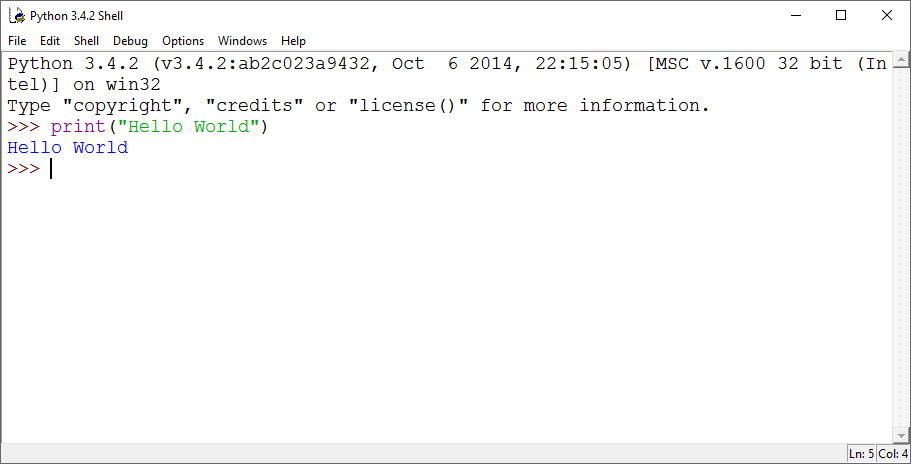 Python 3.4.2 Shell
File Edit Shell Debug Options Windows Help
Python 3.4.2 (v3.4.2:ab2c023a9432, Oct  6 2014, 22:15:05) [MSC v.1600 32 bit (In
tel)] on win32
Type "copyright", "credits" or "license()" for more information.
>>> print("Hello World")
Hello World
>>>
Ln: 5 Col: 4